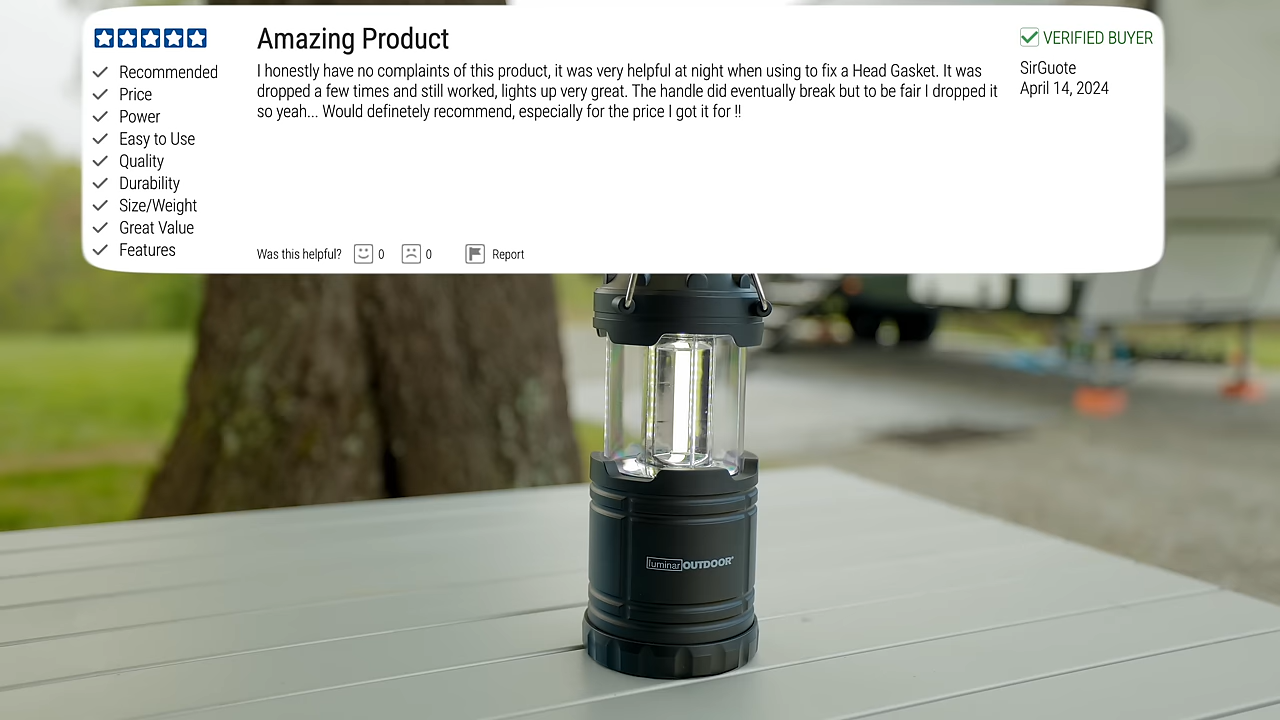 Amazing Product
VERIFIED BUYER
Recommended
Price
Power
Easy to Use
Quality
Durability
Size/Weight
Great Value
Features
I honestly have no complaints of this product, it was very helpful at night when using to fix a Head Gasket. It was
dropped a few times and still worked, lights up very great. The handle did eventually break but to be fair I dropped it
so yeah... Would definetely recommend, especially for the price I got it for !!
SirGuote
April 14, 2024
Was this helpful? 0 0 Report
luminar OUTDOOR